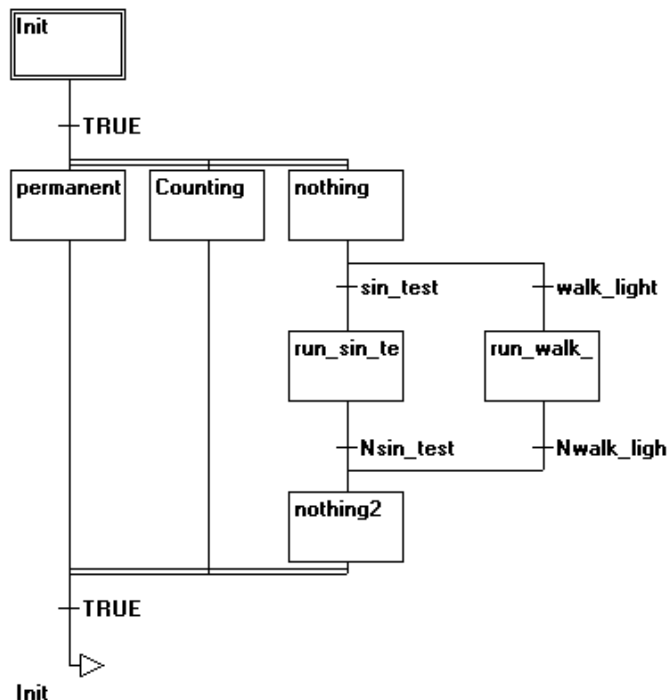 Init
TRUE
permanent
Counting
nothing
sin_test
walk_light
run_sin_te
run_walk_
Nsin_test
Nwalk_ligh
nothing2
TRUE
Init